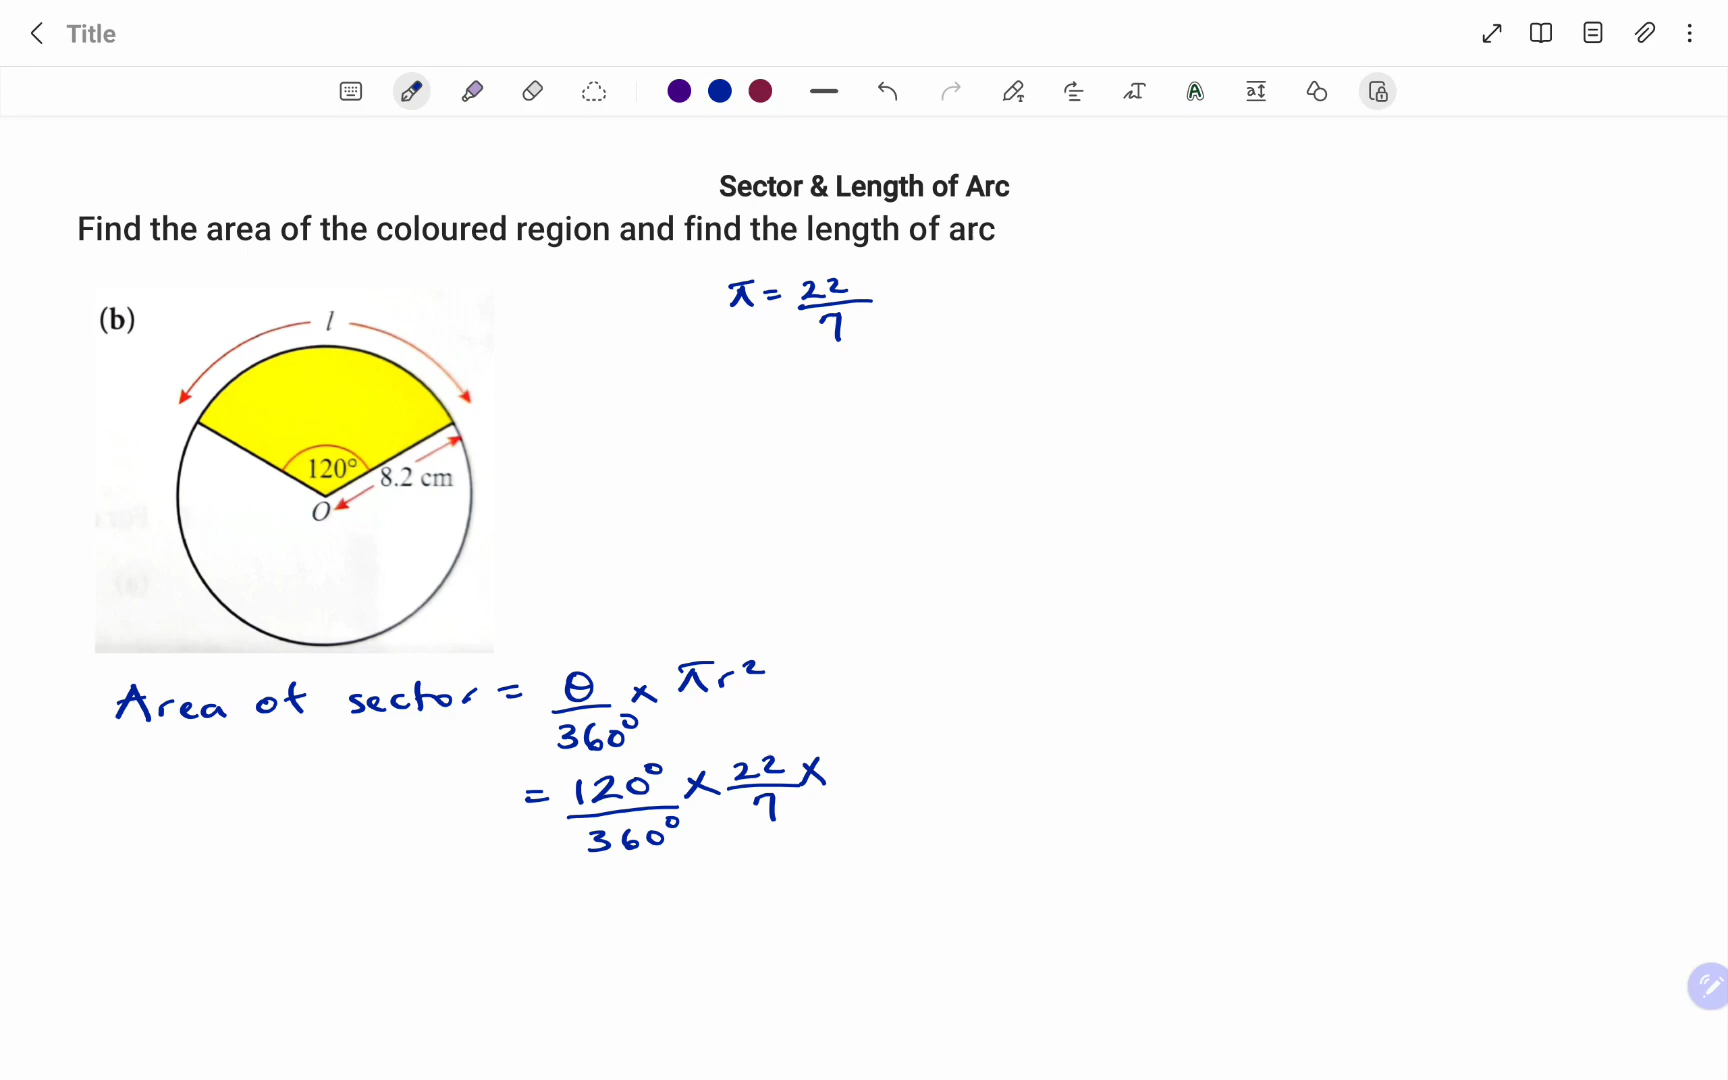 Title
Sector & Length of Arc
Find the area of the coloured region and find the length of arc
π = 22/7
(b)
l
120°
8.2 cm
O
Area of sector = θ/360° × πr²
= 120°/360° × 22/7 ×